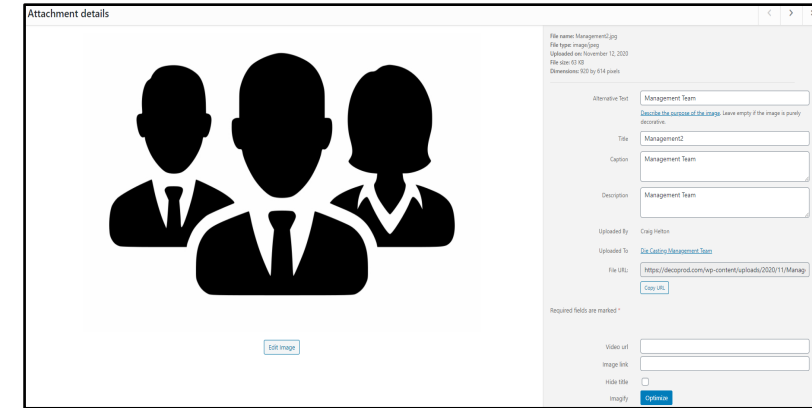 Attachment details
File name: Management2.jpg
File type: image/jpeg
Uploaded on: November 12, 2020
File size: 63 KB
Dimensions: 920 by 614 pixels
Alternative Text Management Team
Describe the purpose of the image. Leave empty if the image is purely
decorative.
Title Management2
Caption Management Team
Description Management Team
Uploaded By Craig Helton
Uploaded To Die Casting Management Team
File URL: https://decoprod.com/wp-content/uploads/2020/11/Manag
Copy URL
Required fields are marked *
Edit Image
Video url
Image link
Hide title
Imagify Optimize